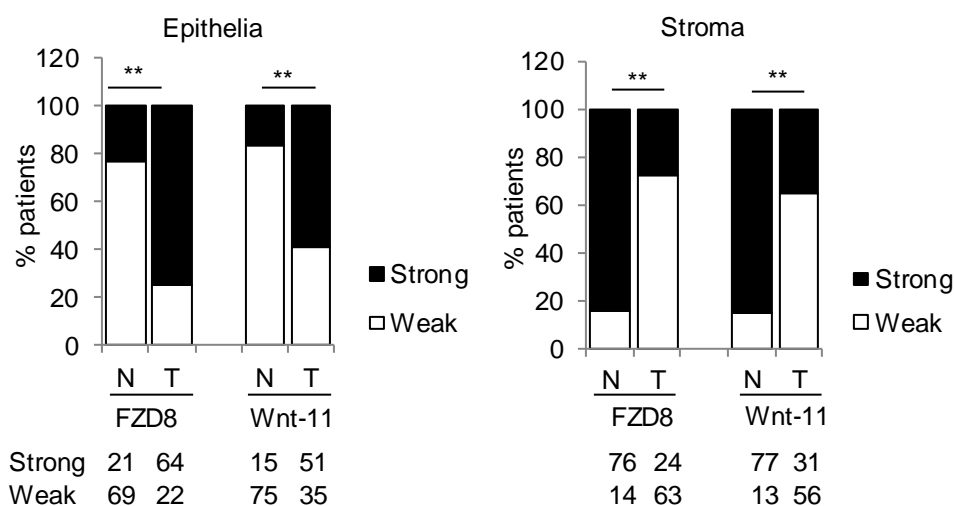 Epithelia
120
100
80
60
40
20
0
% patients
** **
Strong
Weak
N T N T
FZD8 Wnt-11
Strong 21 64 15 51
Weak 69 22 75 35
Stroma
120
100
80
60
40
20
0
% patients
** **
Strong
Weak
N T N T
FZD8 Wnt-11
76 24 77 31
14 63 13 56